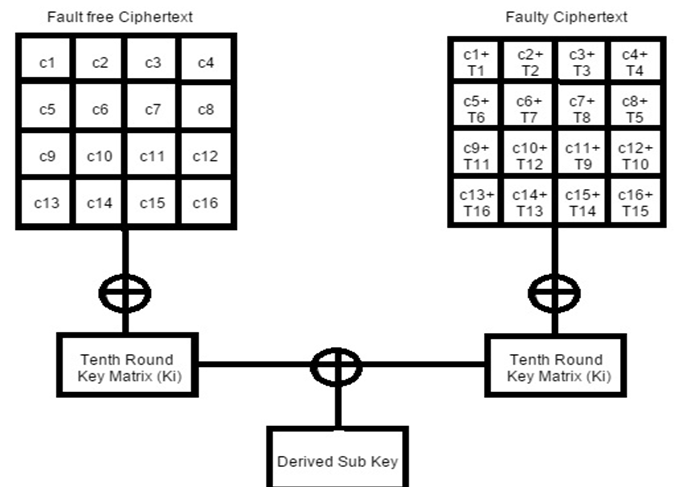 Fault free Ciphertext
c1 c2 c3 c4
c5 c6 c7 c8
c9 c10 c11 c12
c13 c14 c15 c16
Faulty Ciphertext
c1+ c2+ c3+ c4+
T1 T2 T3 T4
c5+ c6+ c7+ c8+
T6 T7 T8 T5
c9+ c10+ c11+ c12+
T11 T12 T9 T10
c13+ c14+ c15+ c16+
T16 T13 T14 T15
Tenth Round
Key Matrix (Ki)
Tenth Round
Key Matrix (Ki)
Derived Sub Key